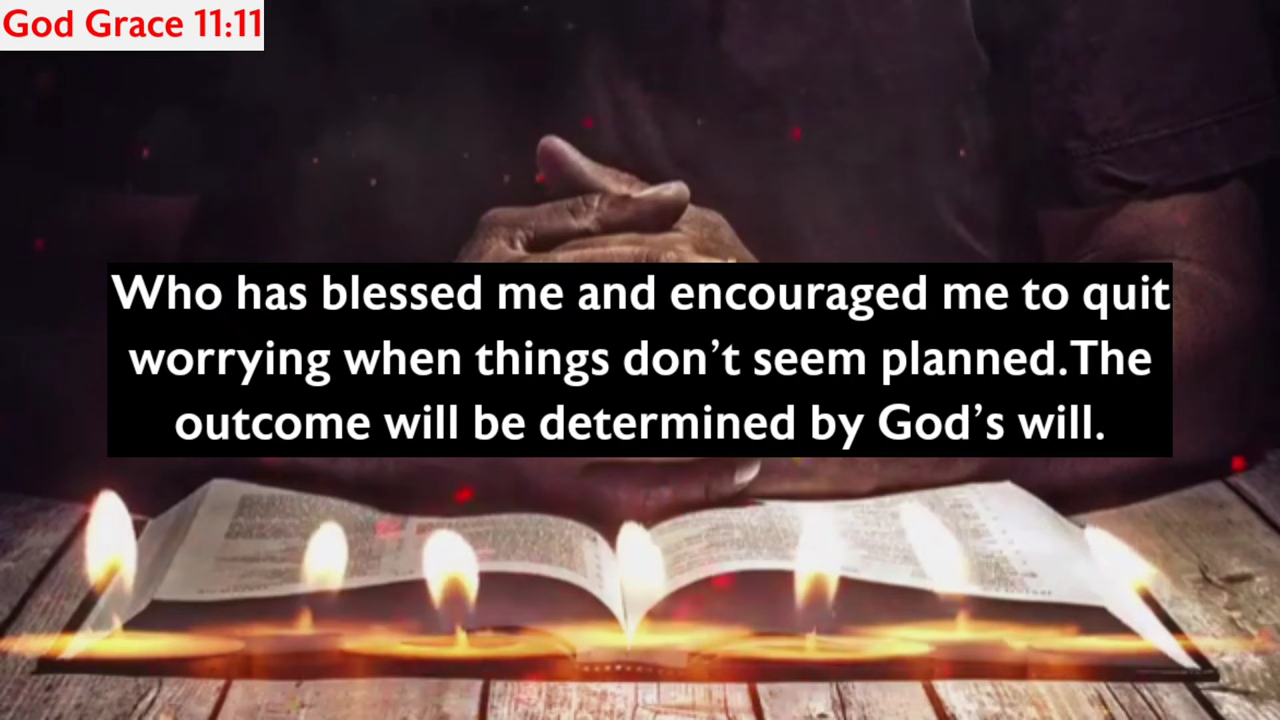 God Grace 11:11
Who has blessed me and encouraged me to quit
worrying when things don’t seem planned.The
outcome will be determined by God’s will.